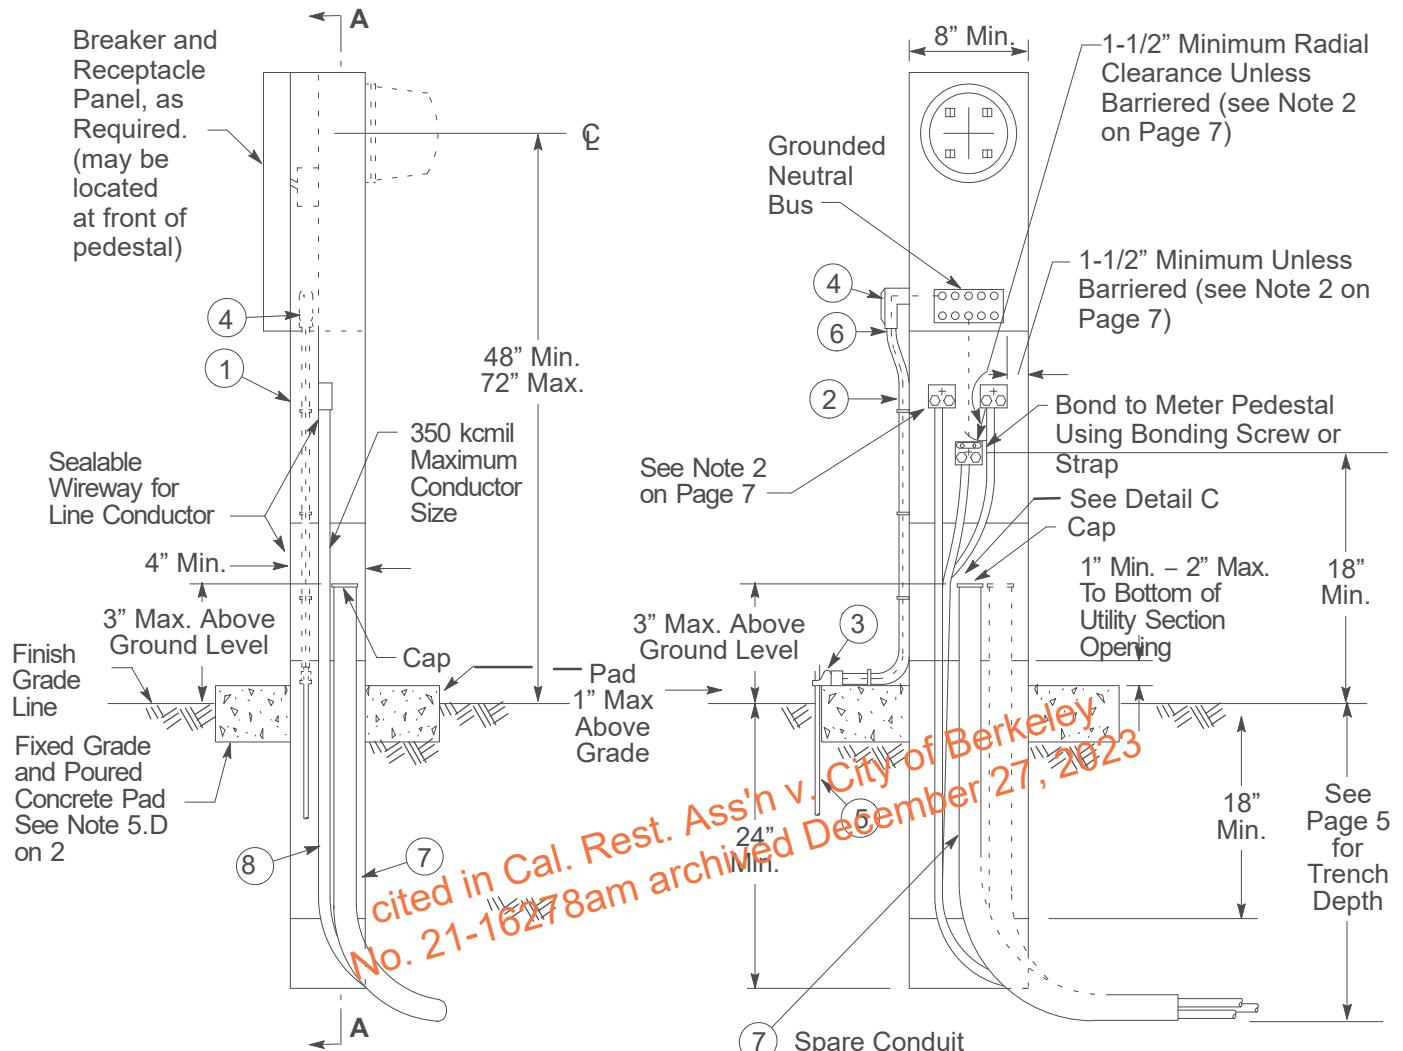 A
Breaker and
Receptacle
Panel, as
Required.
(may be
located
at front of
pedestal)
℄
4
1
48” Min.
72” Max.
350 kcmil
Maximum
Conductor
Size
Sealable
Wireway for
Line Conductor
4” Min.
3” Max. Above
Ground Level
Cap
Finish
Grade
Line
Pad
1” Max
Above
Grade
Fixed Grade
and Poured
Concrete Pad
See Note 5.D
on 2
8
7
A
8” Min.
1-1/2” Minimum Radial
Clearance Unless
Barriered (see Note 2
on Page 7)
Grounded
Neutral
Bus
4
6
1-1/2” Minimum Unless
Barriered (see Note 2 on
Page 7)
2
Bond to Meter Pedestal
Using Bonding Screw or
Strap
See Note 2
on Page 7
See Detail C
Cap
1” Min. – 2” Max.
To Bottom of
Utility Section
Opening
18”
Min.
3” Max. Above
Ground Level
3
5
24”
Min.
18”
Min.
See
Page 5
for
Trench
Depth
7 Spare Conduit
cited in Cal. Rest. Ass'n v. City of Berkeley
No. 21-16278am archived December 27, 2023